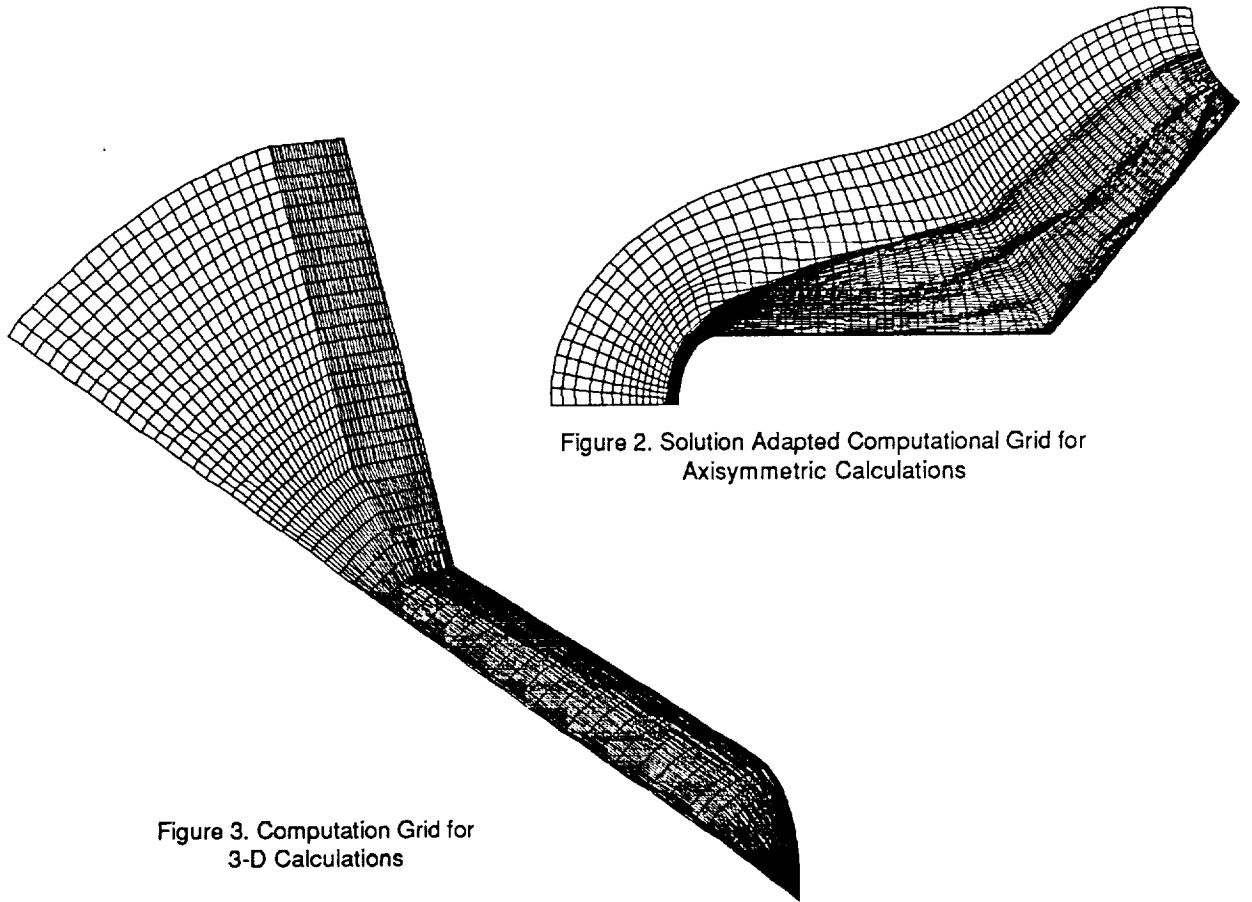 Figure 2. Solution Adapted Computational Grid for
Axisymmetric Calculations
Figure 3. Computation Grid for
3-D Calculations